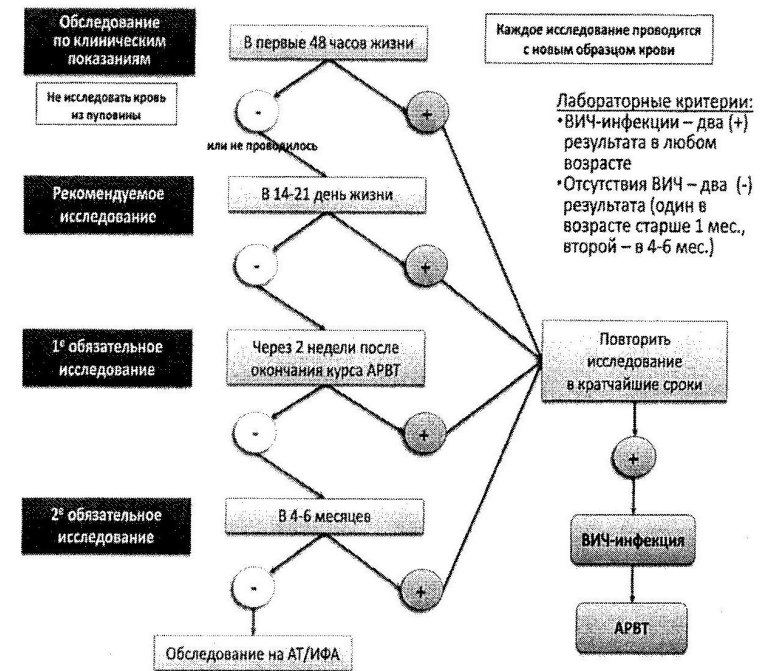 Обследование
по клиническим
показаниям
В первые 48 часов жизни
Каждое исследование проводится
с новым образцом крови
Не исследовать кровь
из пуповины
-
+
или не проводилось
Лабораторные критерии:
•ВИЧ-инфекции – два (+)
результата в любом
возрасте
•Отсутствия ВИЧ – два (-)
результата (один в
возрасте старше 1 мес.,
второй – в 4-6 мес.)
Рекомендуемое
исследование
В 14-21 день жизни
-
+
1е обязательное
исследование
Через 2 недели после
окончания курса АРВТ
Повторить
исследование
в кратчайшие сроки
-
+
+
2е обязательное
исследование
В 4-6 месяцев
ВИЧ-инфекция
-
+
АРВТ
Обследование на АТ/ИФА